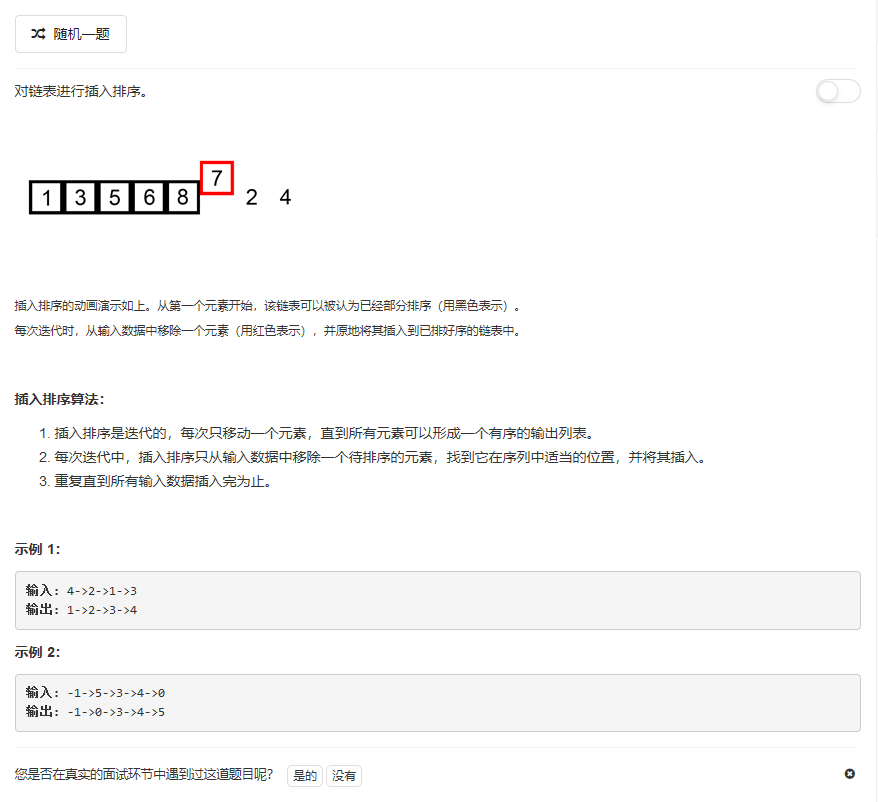 随机一题
对链表进行插入排序。
1 3 5 6 8 7 2 4
插入排序的动画演示如上。从第一个元素开始，该链表可以被认为已经部分排序（用黑色表示）。
每次迭代时，从输入数据中移除一个元素（用红色表示），并原地将其插入到已排好序的链表中。
插入排序算法：
1. 插入排序是迭代的，每次只移动一个元素，直到所有元素可以形成一个有序的输出列表。
2. 每次迭代中，插入排序只从输入数据中移除一个待排序的元素，找到它在序列中适当的位置，并将其插入。
3. 重复直到所有输入数据插入完为止。
示例 1：
输入: 4->2->1->3
输出: 1->2->3->4
示例 2：
输入: -1->5->3->4->0
输出: -1->0->3->4->5
您是否在真实的面试环节中遇到过这道题目呢? 是的 没有